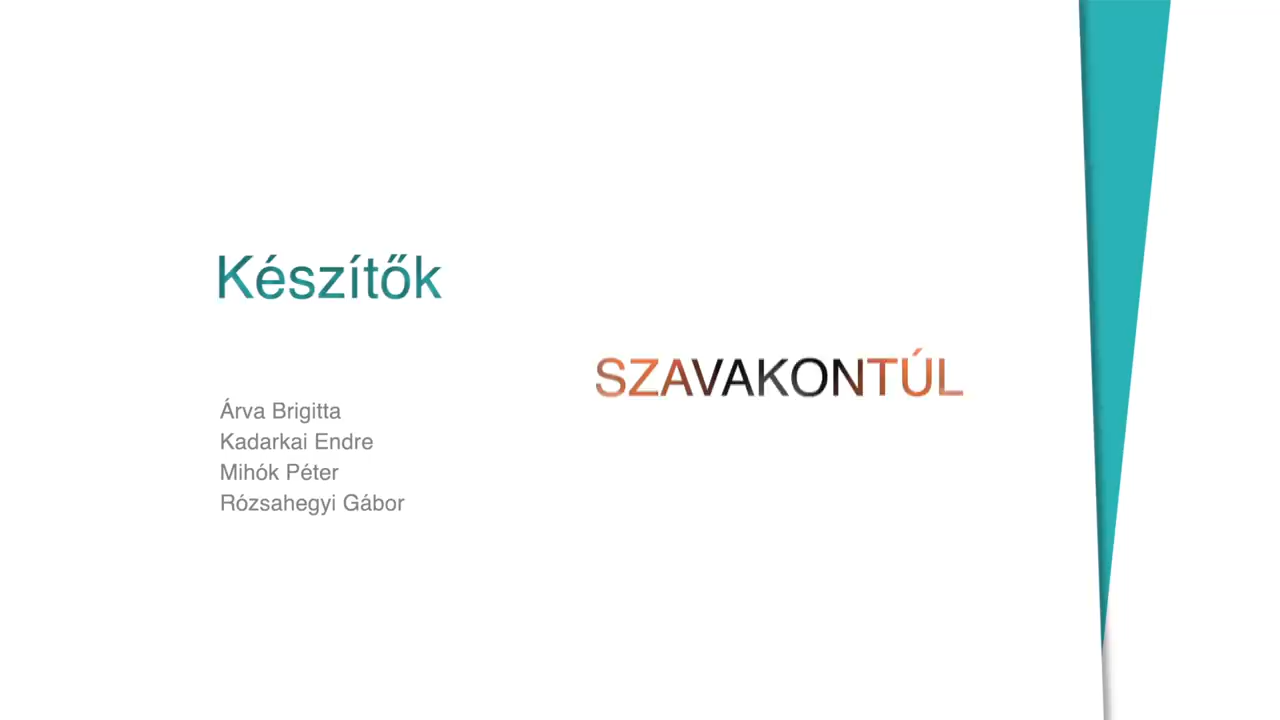 Készítők
SZAVAKONTÚL
Árva Brigitta
Kadarkai Endre
Mihók Péter
Rózsahegyi Gábor